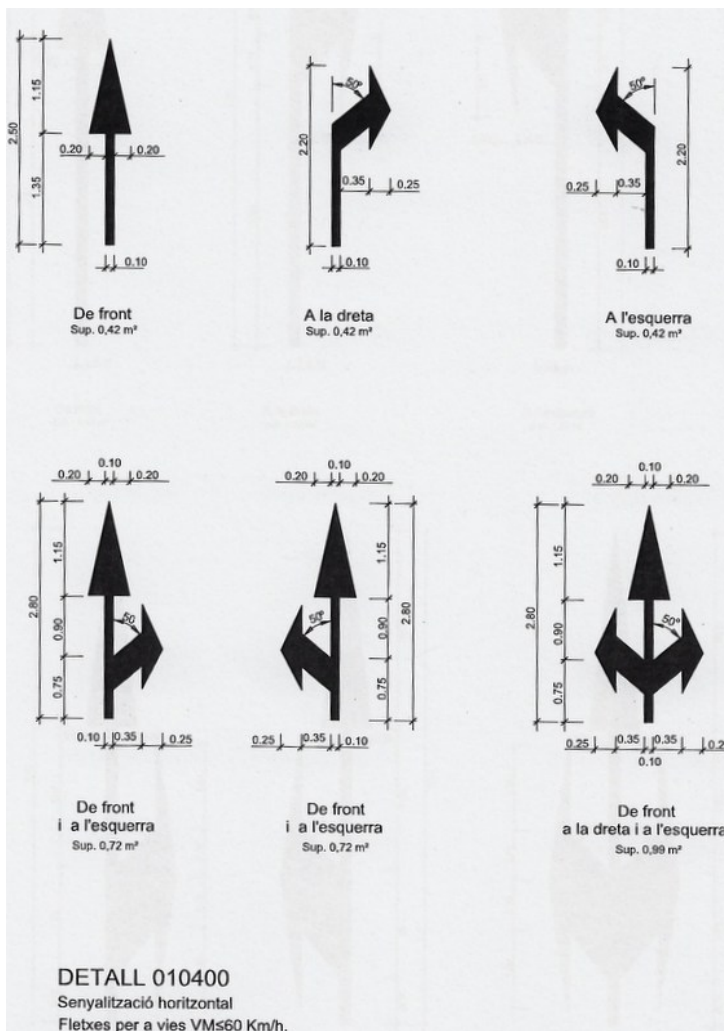 2.50
1.15
1.35
0.20
0.20
0.10
De front
Sup. 0,42 m²
50º
2.20
0.35
0.25
0.10
A la dreta
Sup. 0,42 m²
50º
2.20
0.25
0.35
0.10
A l'esquerra
Sup. 0,42 m²
0.10
0.20
0.20
2.80
1.15
0.90
0.75
50
0.10
0.35
0.25
De front
i a l'esquerra
Sup. 0,72 m²
0.10
0.20
0.20
1.15
0.90
0.75
2.80
50º
0.25
0.35
0.10
De front
i a l'esquerra
Sup. 0,72 m²
0.10
0.20
0.20
2.80
1.15
0.90
0.75
50º
0.25
0.35
0.35
0.10
De front
a la dreta i a l'esquerra
Sup. 0,99 m²
DETALL 010400
Senyalització horitzontal
Fletxes per a vies VM≤60 Km/h.